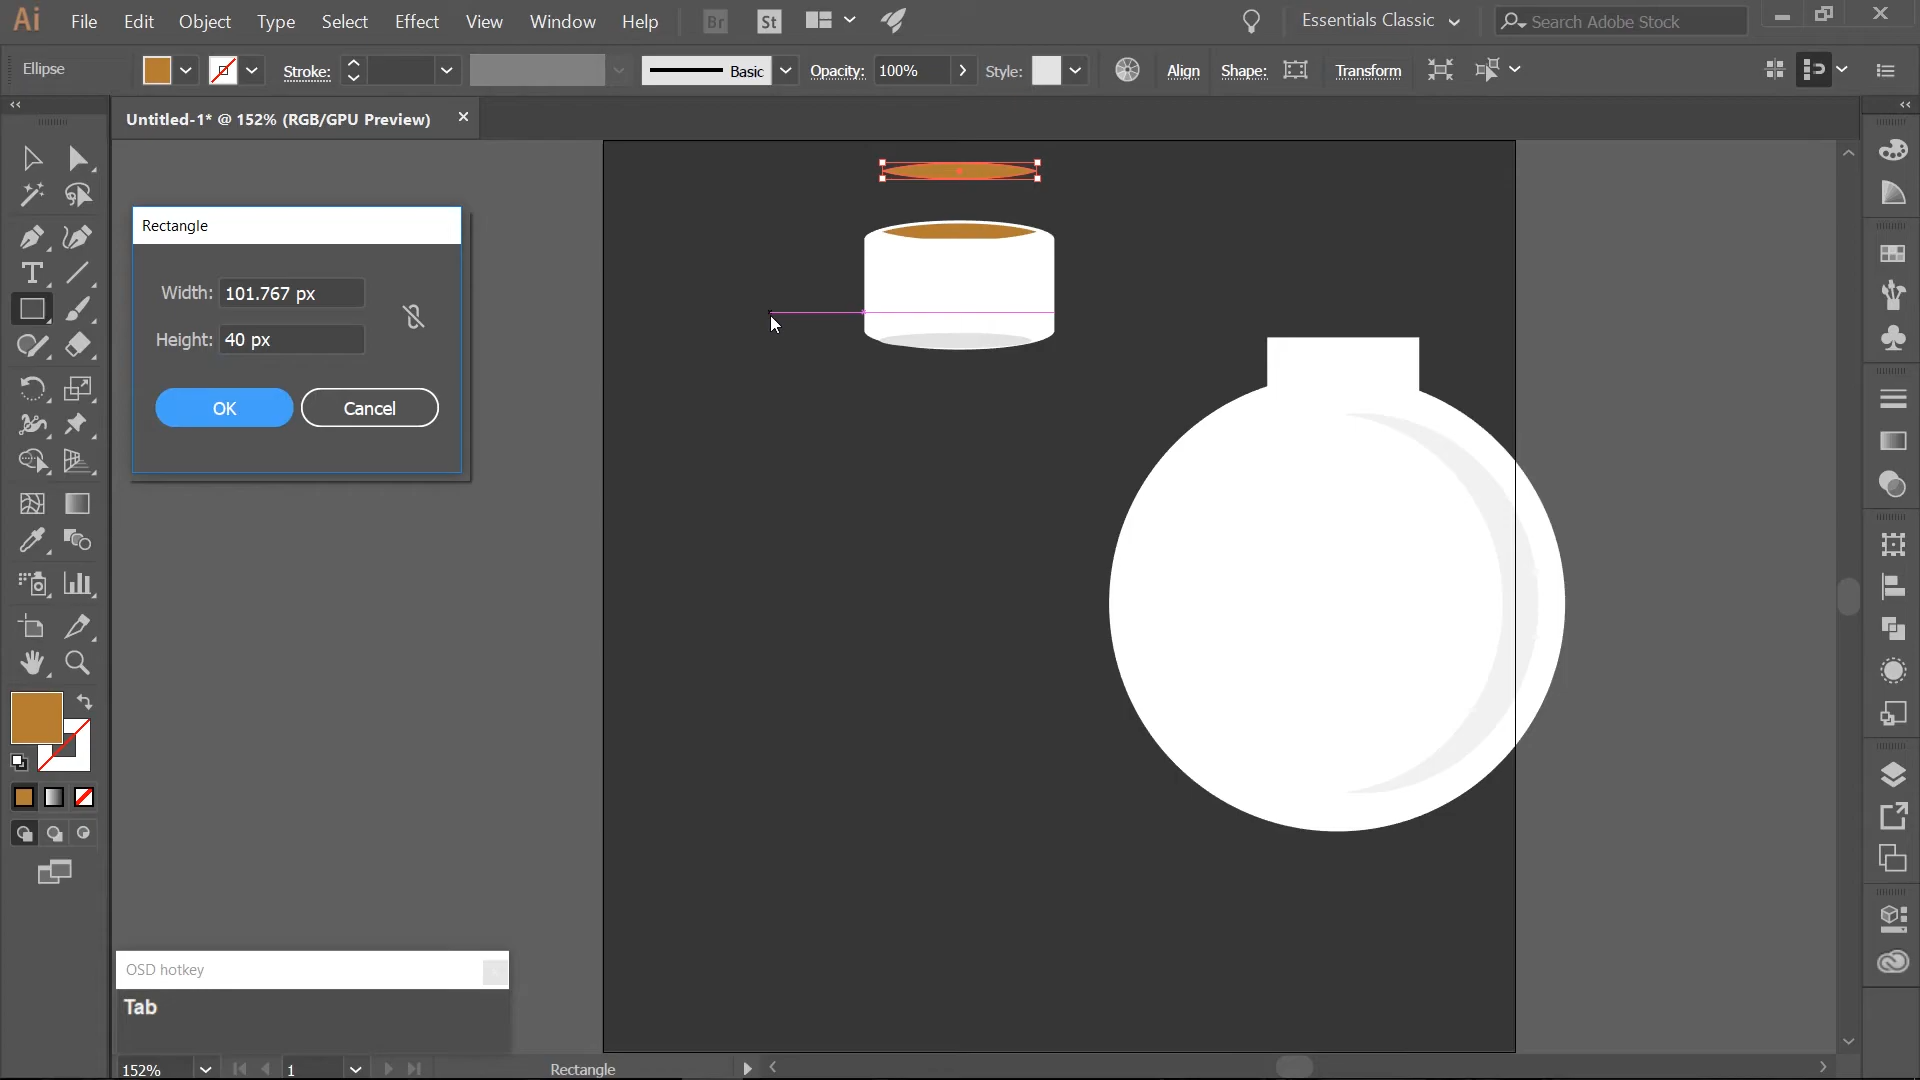 Ai File Edit Object Type Select Effect View Window Help Br St Essentials Classic Search Adobe Stock
Ellipse Stroke: Basic Opacity: 100% Style: Align Shape: Transform
Untitled-1* @ 152% (RGB/GPU Preview)
Rectangle
Width: 101.767 px
Height: 40 px
OK Cancel
OSD hotkey
Tab
152% 1 Rectangle